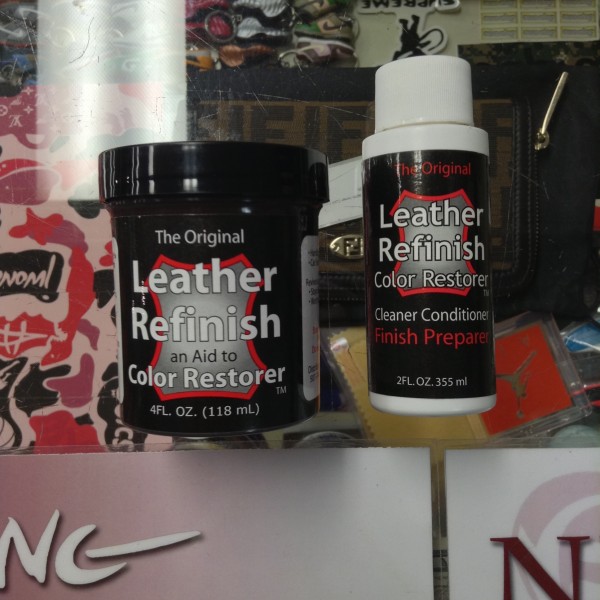 SUPREME
The Original
Leather
Refinish
an Aid to
Color Restorer
TM
4FL. OZ. (118 mL)
The Original
Leather
Refinish
Color Restorer
TM
Cleaner Conditioner
Finish Preparer
2FL. OZ. 355 ml
NG
N